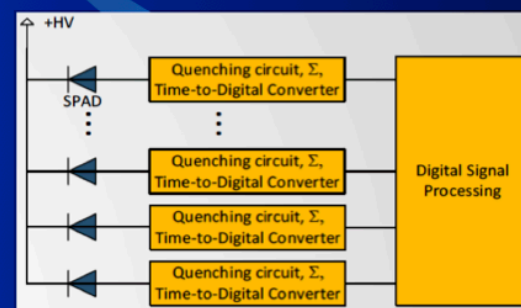 +HV
Quenching circuit, Σ,
Time-to-Digital Converter
SPAD
Quenching circuit, Σ,
Time-to-Digital Converter
Digital Signal
Processing
Quenching circuit, Σ,
Time-to-Digital Converter
Quenching circuit, Σ,
Time-to-Digital Converter